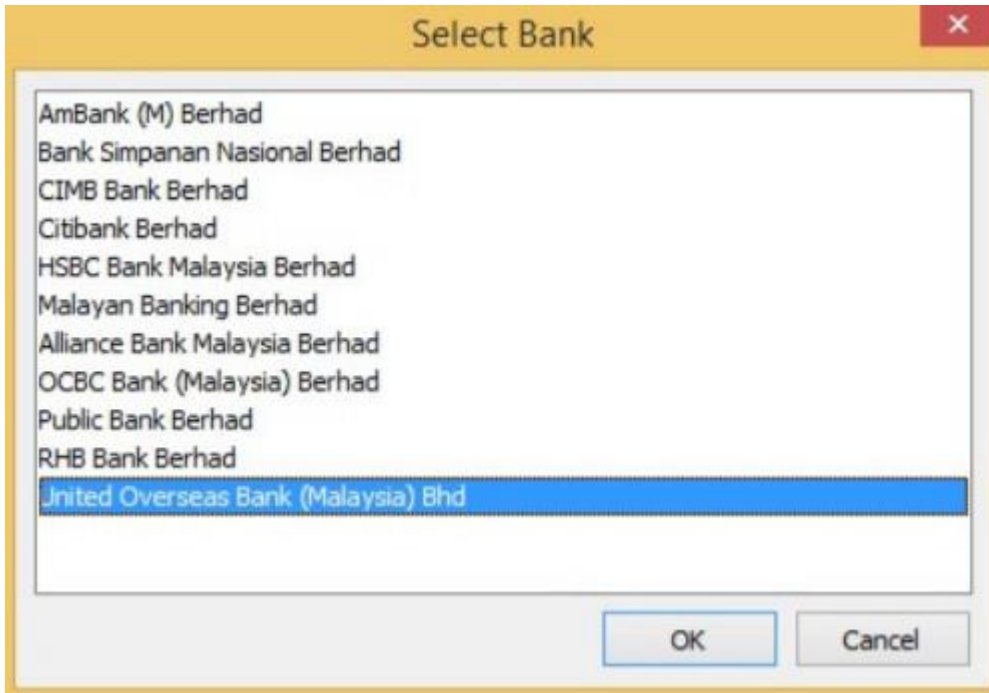 Select Bank
AmBank (M) Berhad
Bank Simpanan Nasional Berhad
CIMB Bank Berhad
Citibank Berhad
HSBC Bank Malaysia Berhad
Malayan Banking Berhad
Alliance Bank Malaysia Berhad
OCBC Bank (Malaysia) Berhad
Public Bank Berhad
RHB Bank Berhad
United Overseas Bank (Malaysia) Bhd
OK Cancel